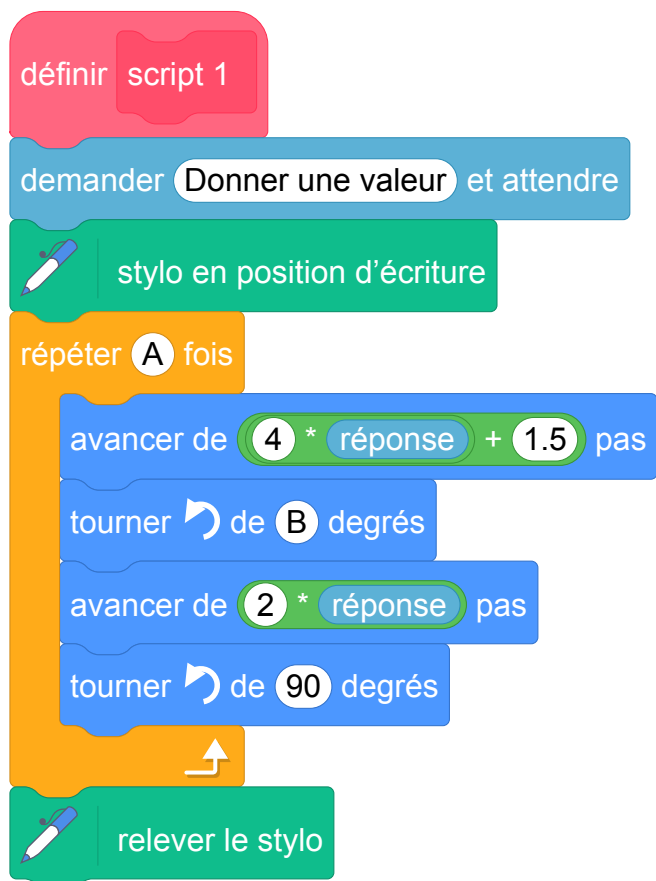 définir script 1
demander Donner une valeur et attendre
stylo en position d'écriture
répéter A fois
avancer de 4 * réponse + 1.5 pas
tourner de B degrés
avancer de 2 * réponse pas
tourner de 90 degrés
relever le stylo